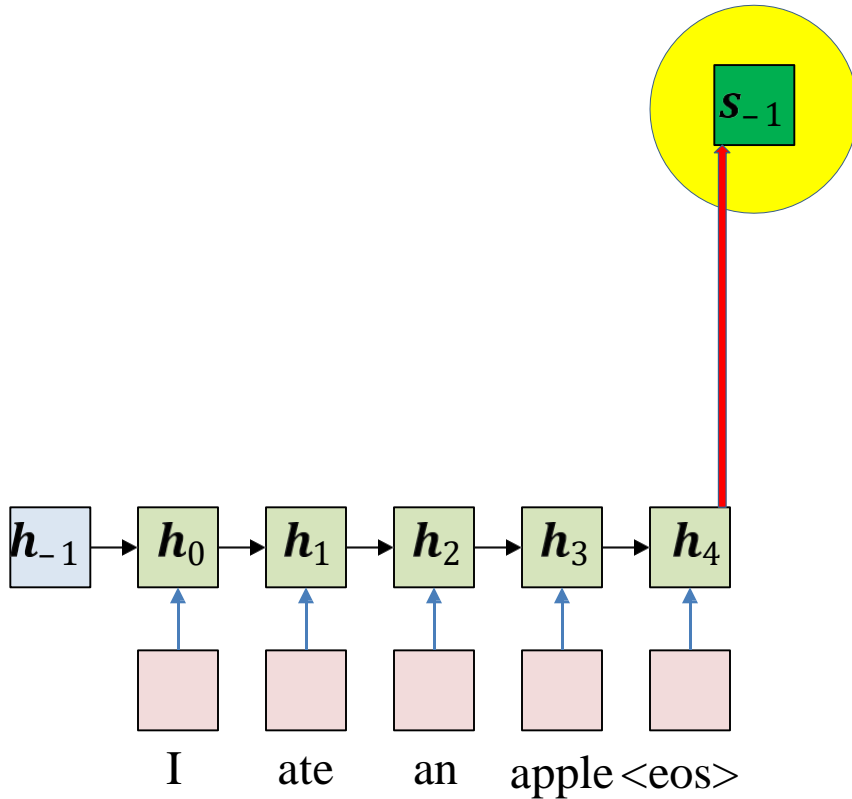 s₋₁
h₋₁ h₀ h₁ h₂ h₃ h₄
I ate an apple <eos>